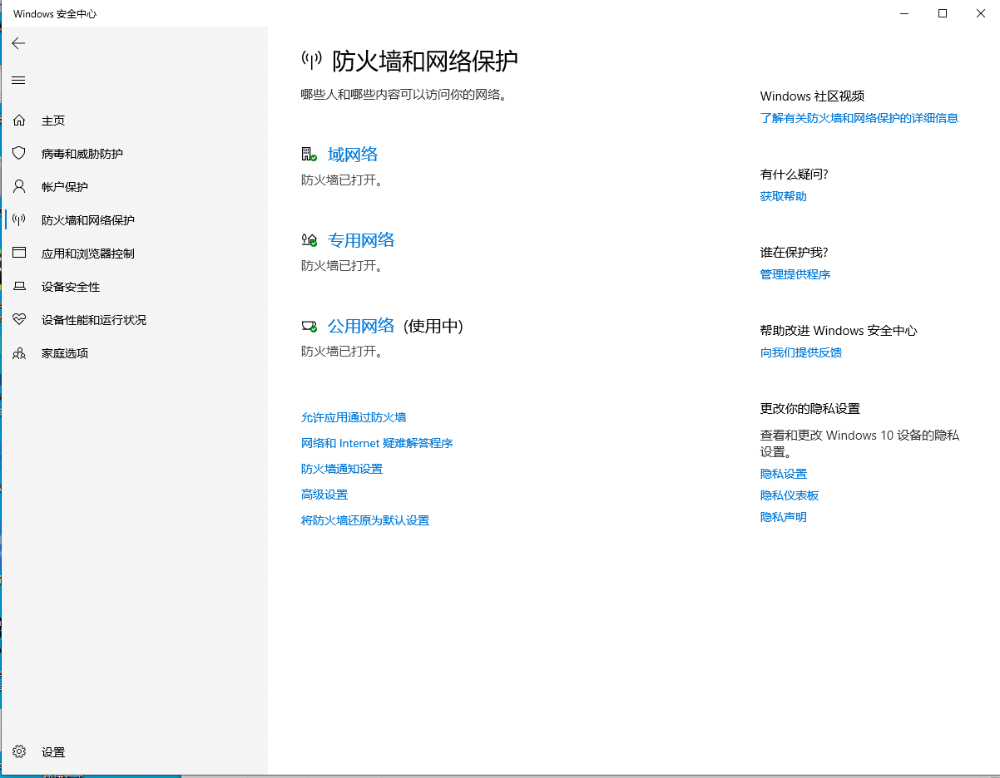 Windows 安全中心
主页
病毒和威胁防护
帐户保护
防火墙和网络保护
应用和浏览器控制
设备安全性
设备性能和运行状况
家庭选项
设置
防火墙和网络保护
哪些人和哪些内容可以访问你的网络。
域网络
防火墙已打开。
专用网络
防火墙已打开。
公用网络 (使用中)
防火墙已打开。
允许应用通过防火墙
网络和 Internet 疑难解答程序
防火墙通知设置
高级设置
将防火墙还原为默认设置
Windows 社区视频
了解有关防火墙和网络保护的详细信息
有什么疑问?
获取帮助
谁在保护我?
管理提供程序
帮助改进 Windows 安全中心
向我们提供反馈
更改你的隐私设置
查看和更改 Windows 10 设备的隐私
设置。
隐私设置
隐私仪表板
隐私声明